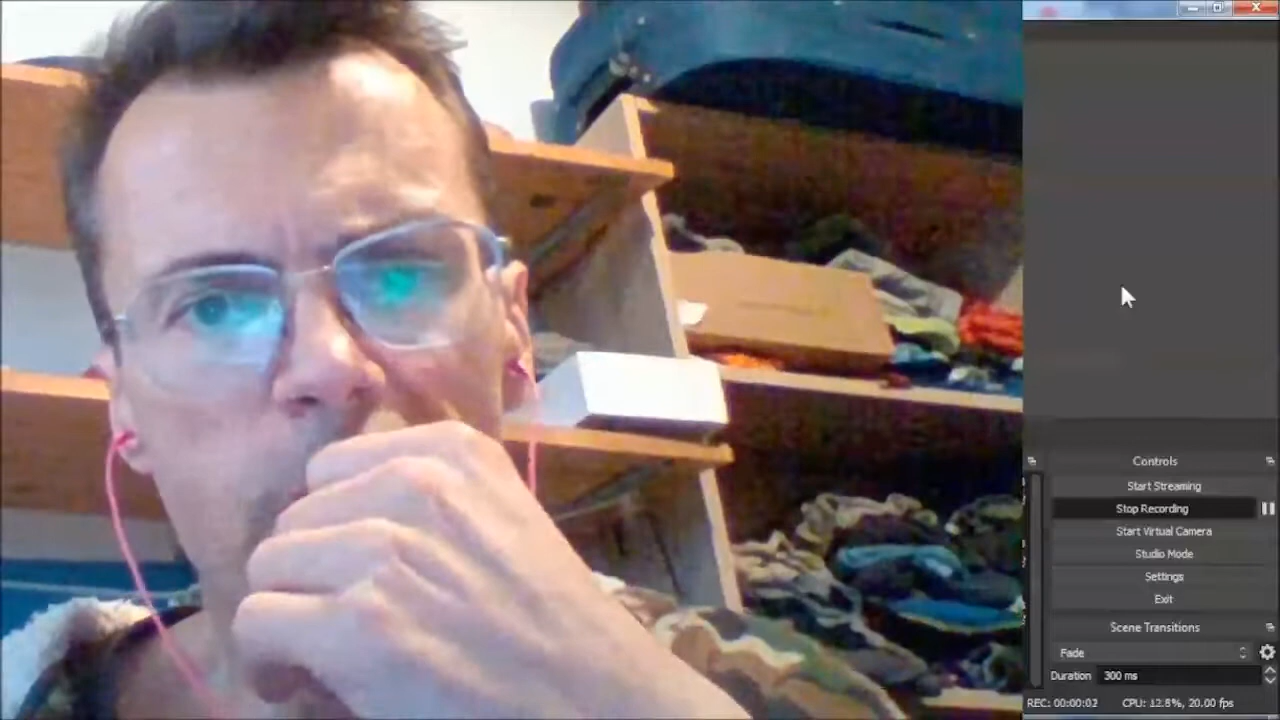 Controls
Start Streaming
Stop Recording
Start Virtual Camera
Studio Mode
Settings
Exit
Scene Transitions
Fade
Duration 300 ms
REC: 00:00:02 CPU: 12.8%, 20.00 fps